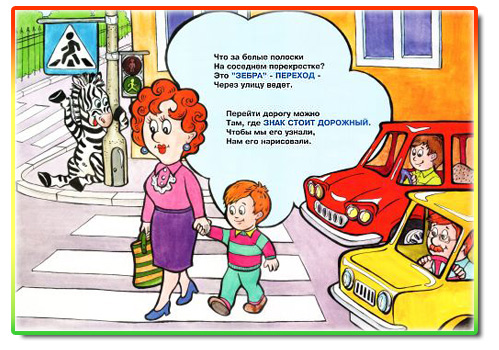 Что за белые полоски
На соседнем перекрестке?
Это "ЗЕБРА" - ПЕРЕХОД -
Через улицу ведет.
Перейти дорогу можно
Там, где ЗНАК СТОИТ ДОРОЖНЫЙ.
Чтобы мы его узнали,
Нам его нарисовали.